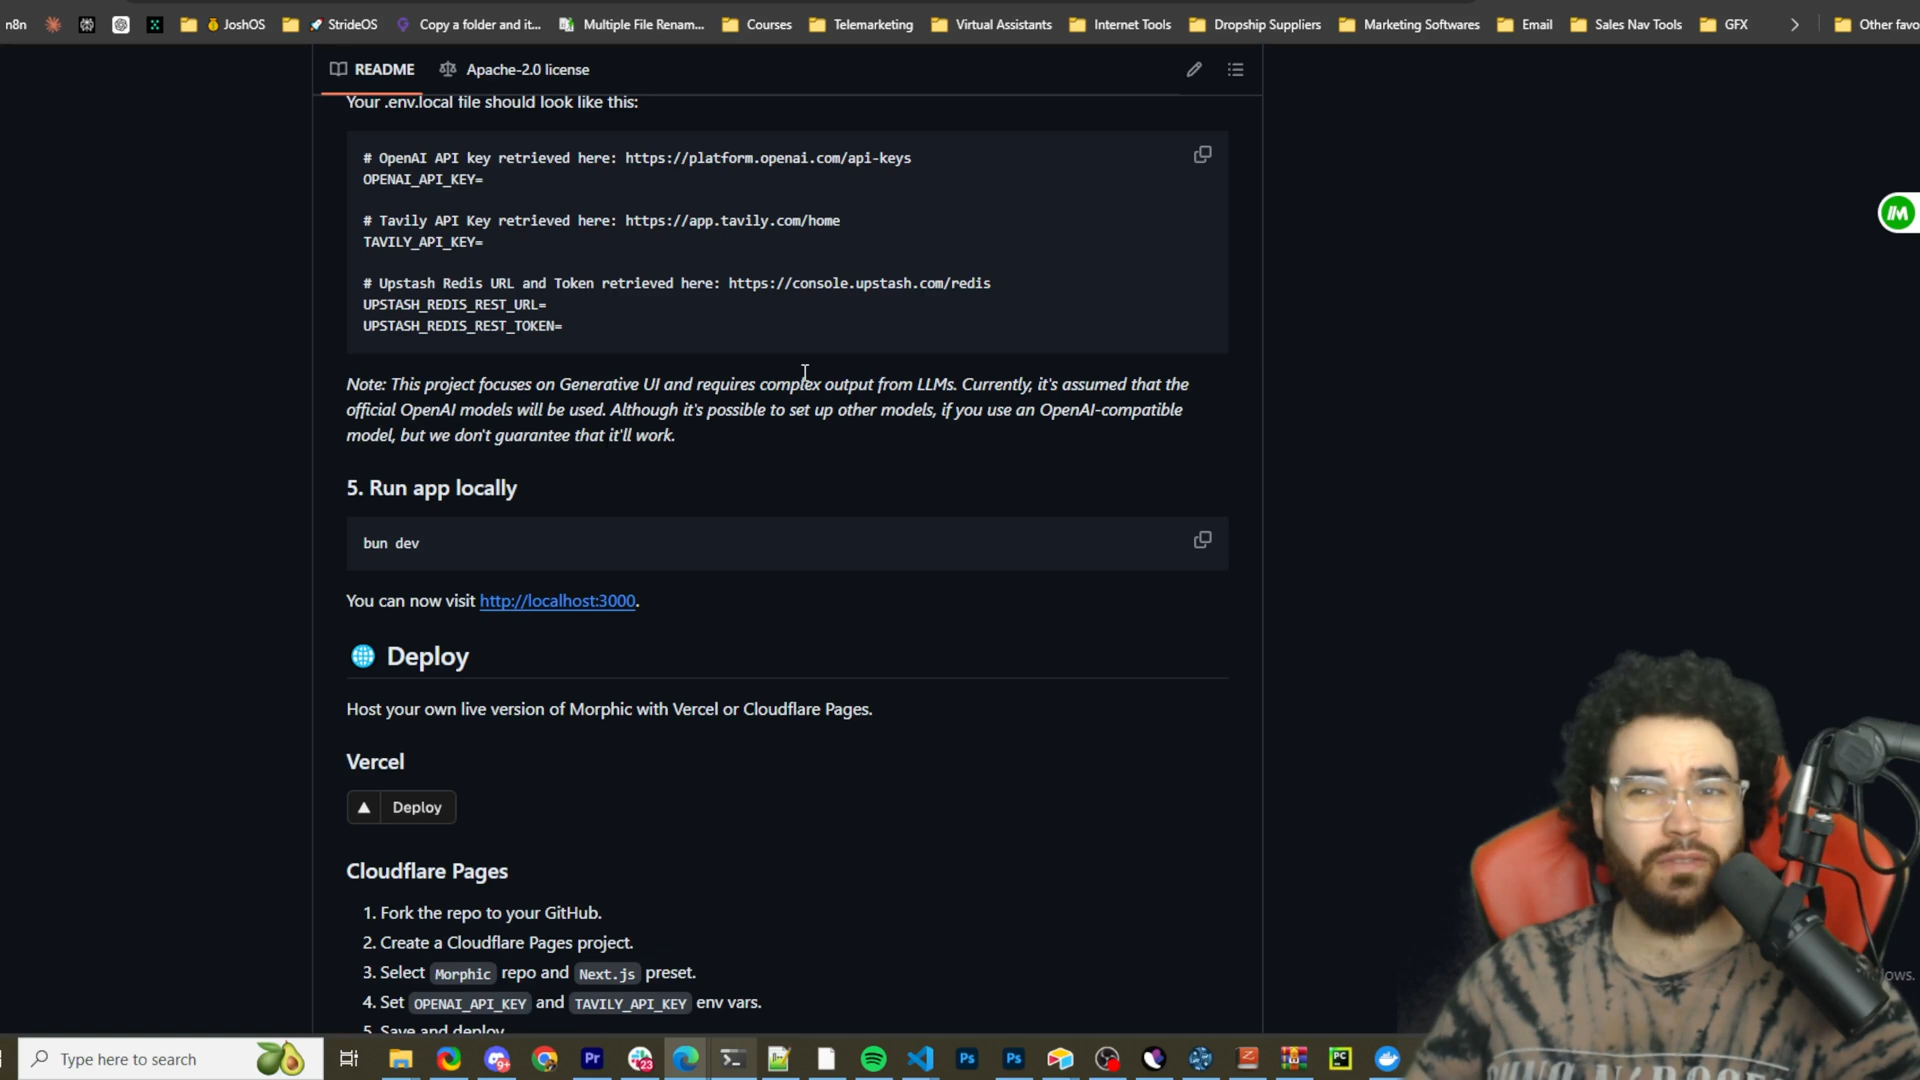 n8n JoshOS StrideOS Copy a folder and it... Multiple File Renam... Courses Telemarketing Virtual Assistants Internet Tools Dropship Suppliers Marketing Softwares Email Sales Nav Tools GFX Other favo
README Apache-2.0 license
Your .env.local file should look like this:
# OpenAI API key retrieved here: https://platform.openai.com/api-keys
OPENAI_API_KEY=
# Tavily API Key retrieved here: https://app.tavily.com/home
TAVILY_API_KEY=
# Upstash Redis URL and Token retrieved here: https://console.upstash.com/redis
UPSTASH_REDIS_REST_URL=
UPSTASH_REDIS_REST_TOKEN=
Note: This project focuses on Generative UI and requires complex output from LLMs. Currently, it's assumed that the
official OpenAI models will be used. Although it's possible to set up other models, if you use an OpenAI-compatible
model, but we don't guarantee that it'll work.
5. Run app locally
bun dev
You can now visit http://localhost:3000.
Deploy
Host your own live version of Morphic with Vercel or Cloudflare Pages.
Vercel
Deploy
Cloudflare Pages
1. Fork the repo to your GitHub.
2. Create a Cloudflare Pages project.
3. Select Morphic repo and Next.js preset.
4. Set OPENAI_API_KEY and TAVILY_API_KEY env vars.
5. Save and deploy
Type here to search
Pr
23
Ps
Ps
PC